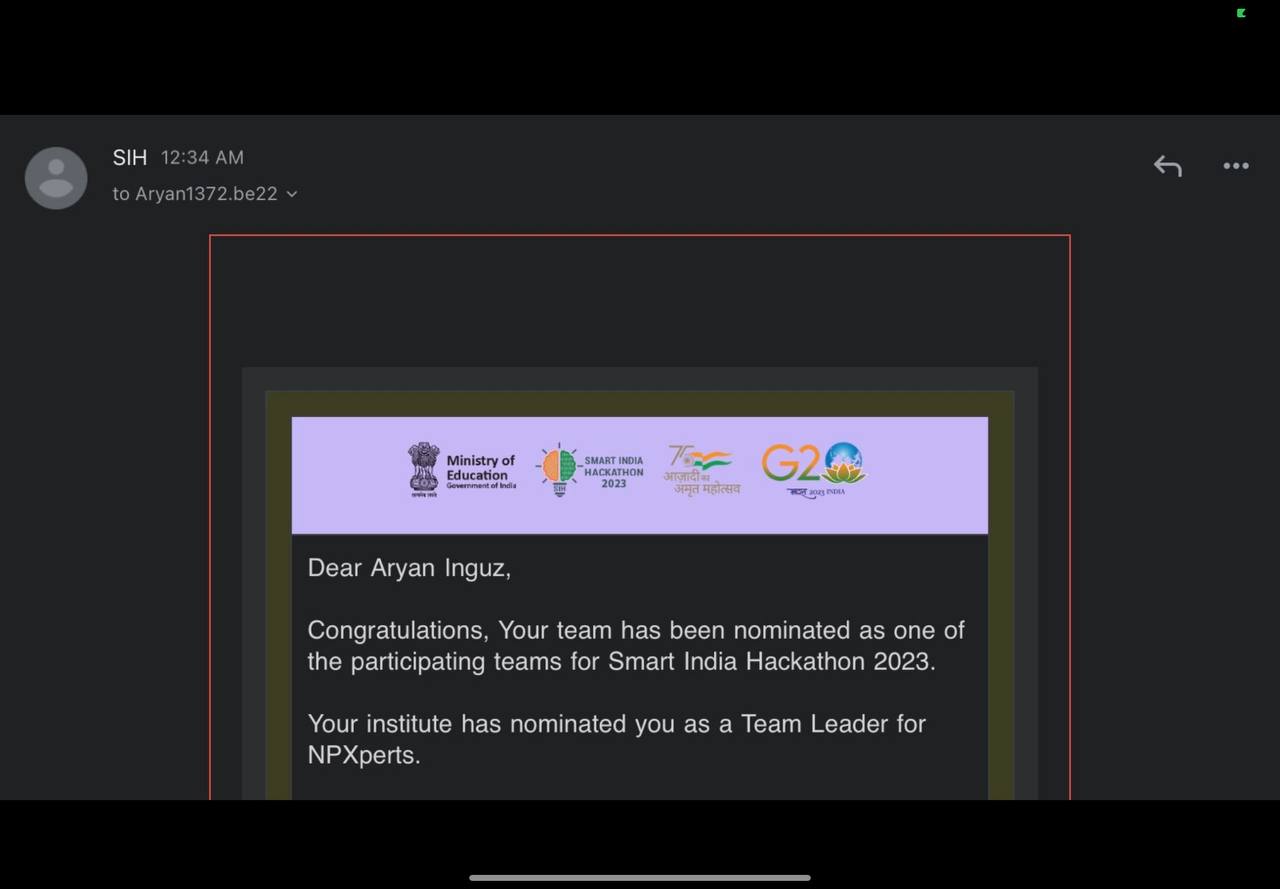 SIH 12:34 AM
to Aryan1372.be22
Ministry of
Education
Government of India
सत्यमेव जयते
SIH
SMART INDIA
HACKATHON
2023
75
आज़ादी का
अमृत महोत्सव
G20
भारत 2023 INDIA
Dear Aryan Inguz,
Congratulations, Your team has been nominated as one of
the participating teams for Smart India Hackathon 2023.
Your institute has nominated you as a Team Leader for
NPXperts.